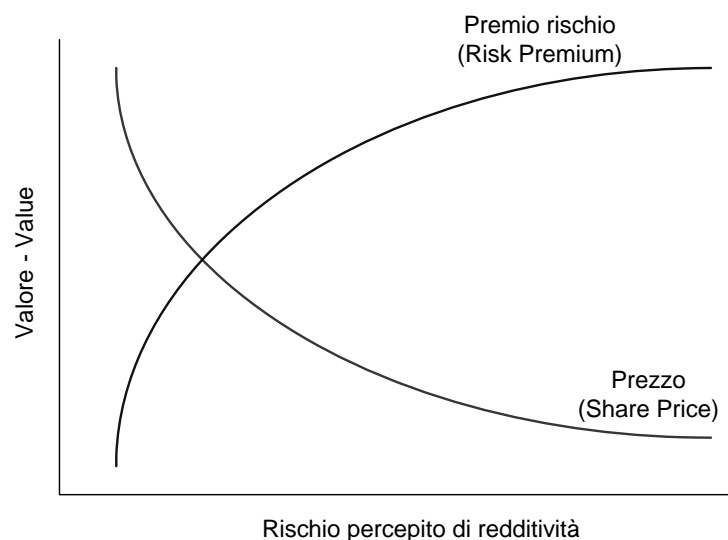 Premio rischio
(Risk Premium)
Valore - Value
Prezzo
(Share Price)
Rischio percepito di redditività